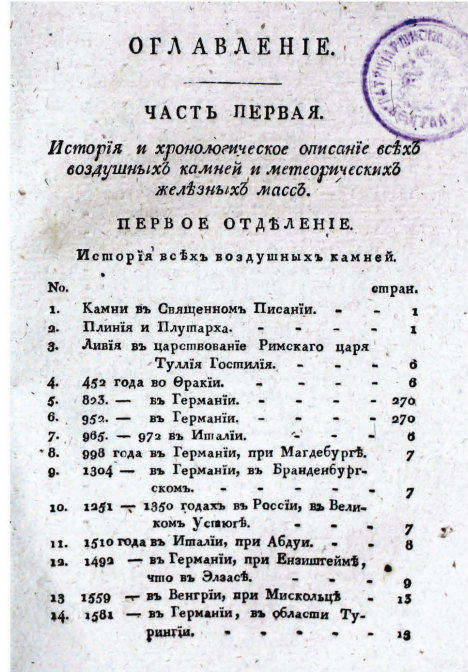 ОГЛАВЛЕНІЕ.
ЧАСТЬ ПЕРВАЯ.
Исторія и хронологическое описаніе всѣхъ
воздушныхъ камней и метеорическихъ
желѣзныхъ массъ.
ПЕРВОЕ ОТДѢЛЕНІЕ.
Исторія всѣхъ воздушныхъ камней.
No. стран.
1. Камни въ Священномъ Писаніи. - - 1
2. Плинія и Плутарха. - - - - 1
3. Ливія въ царствованіе Римскаго царя
Туллія Гостилія. - - - 6
4. 452 года во Ѳракіи. - - - - 6
5. 823. — въ Германіи. - - - - 270
6. 952. — въ Германіи. - - - - 270
7. 965. — 972 въ Италіи. - - - 6
8. 998 года въ Германіи, при Магдебургѣ. 7
9. 1304 — въ Германіи, въ Бранденбург-
скомъ. - - - - - 7
10. 1251 — 1350 годахъ въ Россіи, въ Вели-
комъ Устюгѣ. - - - - 7
11. 1510 года въ Италіи, при Абдуи. - - 8
12. 1492 — въ Германіи, при Ензиштеймѣ,
что въ Элзасѣ. - - - - 9
13 1559 — въ Венгріи, при Мискольцѣ - 13
14. 1581 — въ Германіи, въ области Ту-
рингіи. - - - - - 13